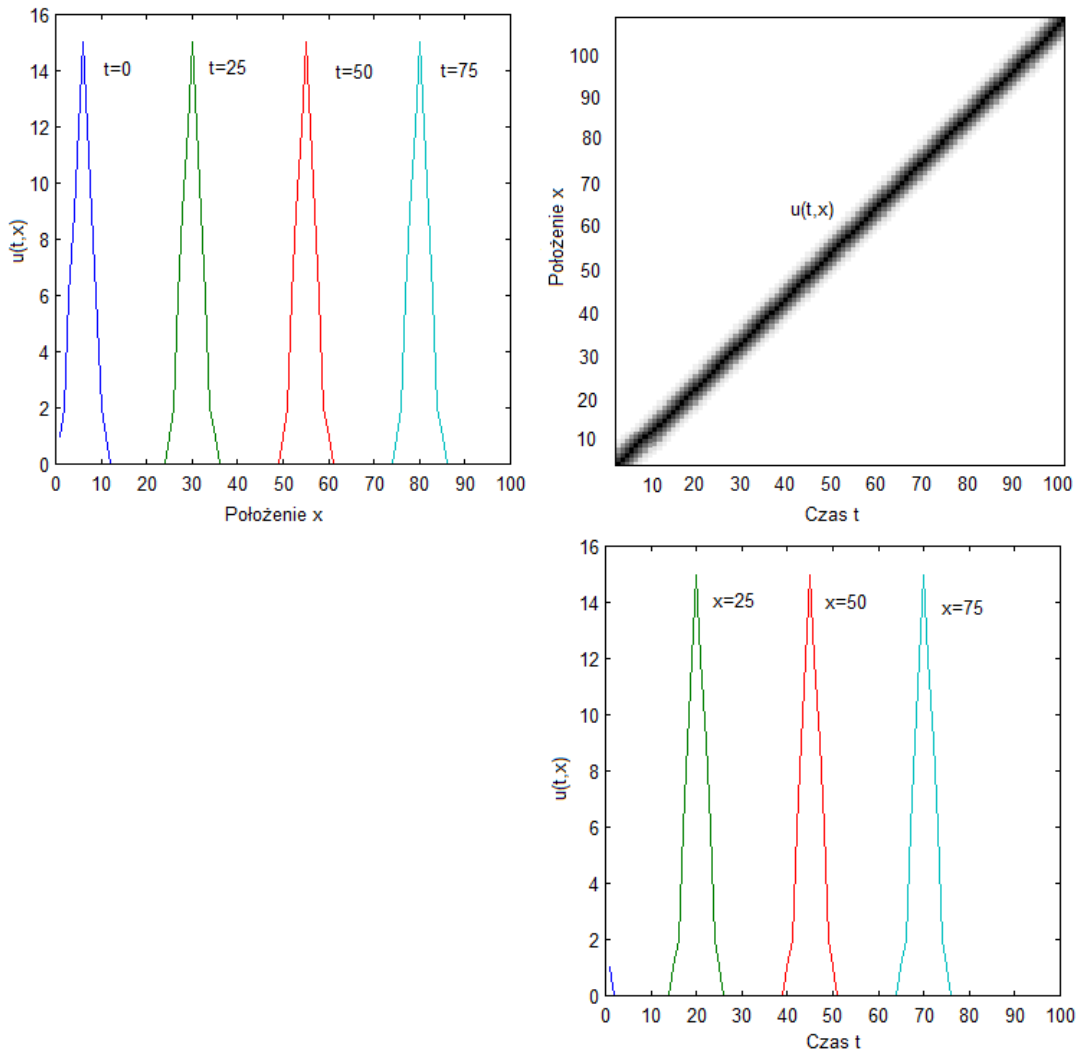 16
14
12
10
8
6
4
2
0
u(t,x)
t=0
t=25
t=50
t=75
0 10 20 30 40 50 60 70 80 90 100
Położenie x
100
90
80
70
60
50
40
30
20
10
Położenie x
u(t,x)
10 20 30 40 50 60 70 80 90 100
Czas t
16
14
12
10
8
6
4
2
0
u(t,x)
x=25
x=50
x=75
0 10 20 30 40 50 60 70 80 90 100
Czas t